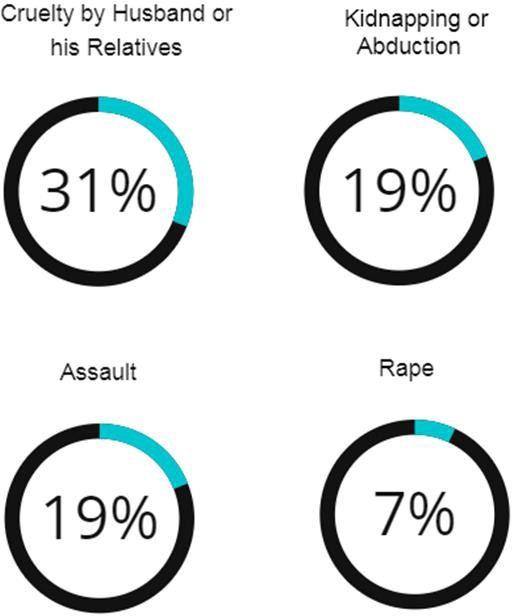 Cruelty by Husband or
his Relatives
31%
Kidnapping or
Abduction
19%
Assault
19%
Rape
7%